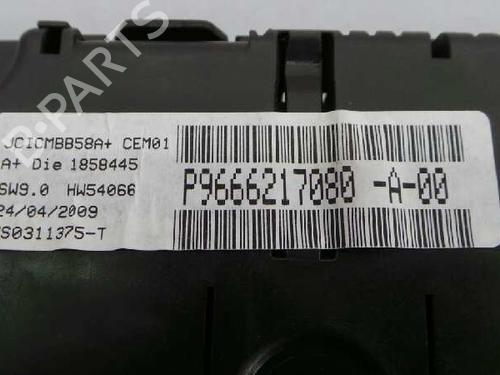 JCICMBB58A+ CEM01
A+ Die 1858445
SW9.0 HW54066
24/04/2009
S0311375-T
P9666217080 -A-00
B-Parts